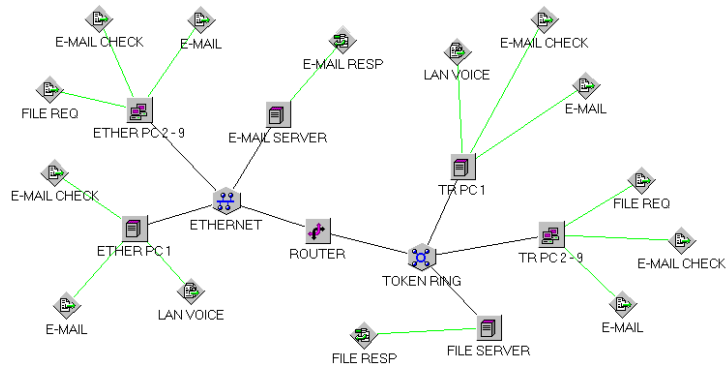 E-MAIL CHECK
E-MAIL
E-MAIL CHECK
E-MAIL RESP
LAN VOICE
FILE REQ
ETHER PC 2 - 9
E-MAIL SERVER
E-MAIL
E-MAIL CHECK
TR PC 1
FILE REQ
ETHERNET
ETHER PC 1
ROUTER
TR PC 2 - 9
E-MAIL CHECK
TOKEN RING
E-MAIL
LAN VOICE
E-MAIL
FILE RESP
FILE SERVER